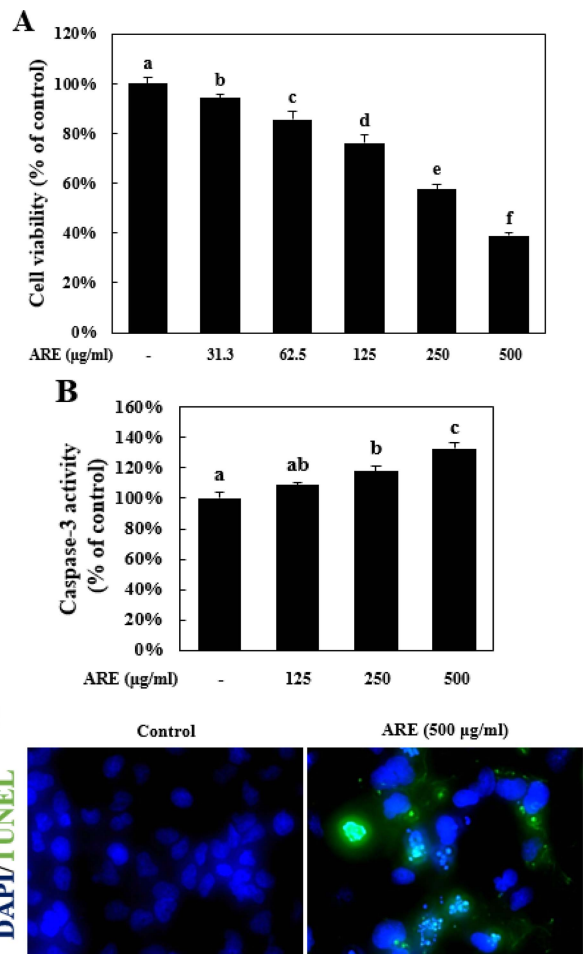 A
120%
100%
80%
60%
40%
20%
0%
Cell viability (% of control)
a
b
c
d
e
f
ARE (µg/ml) - 31.3 62.5 125 250 500
B
160%
140%
120%
100%
80%
60%
40%
20%
0%
Caspase-3 activity
(% of control)
a
ab
b
c
ARE (µg/ml) - 125 250 500
Control
ARE (500 µg/ml)
DAPI/TUNEL